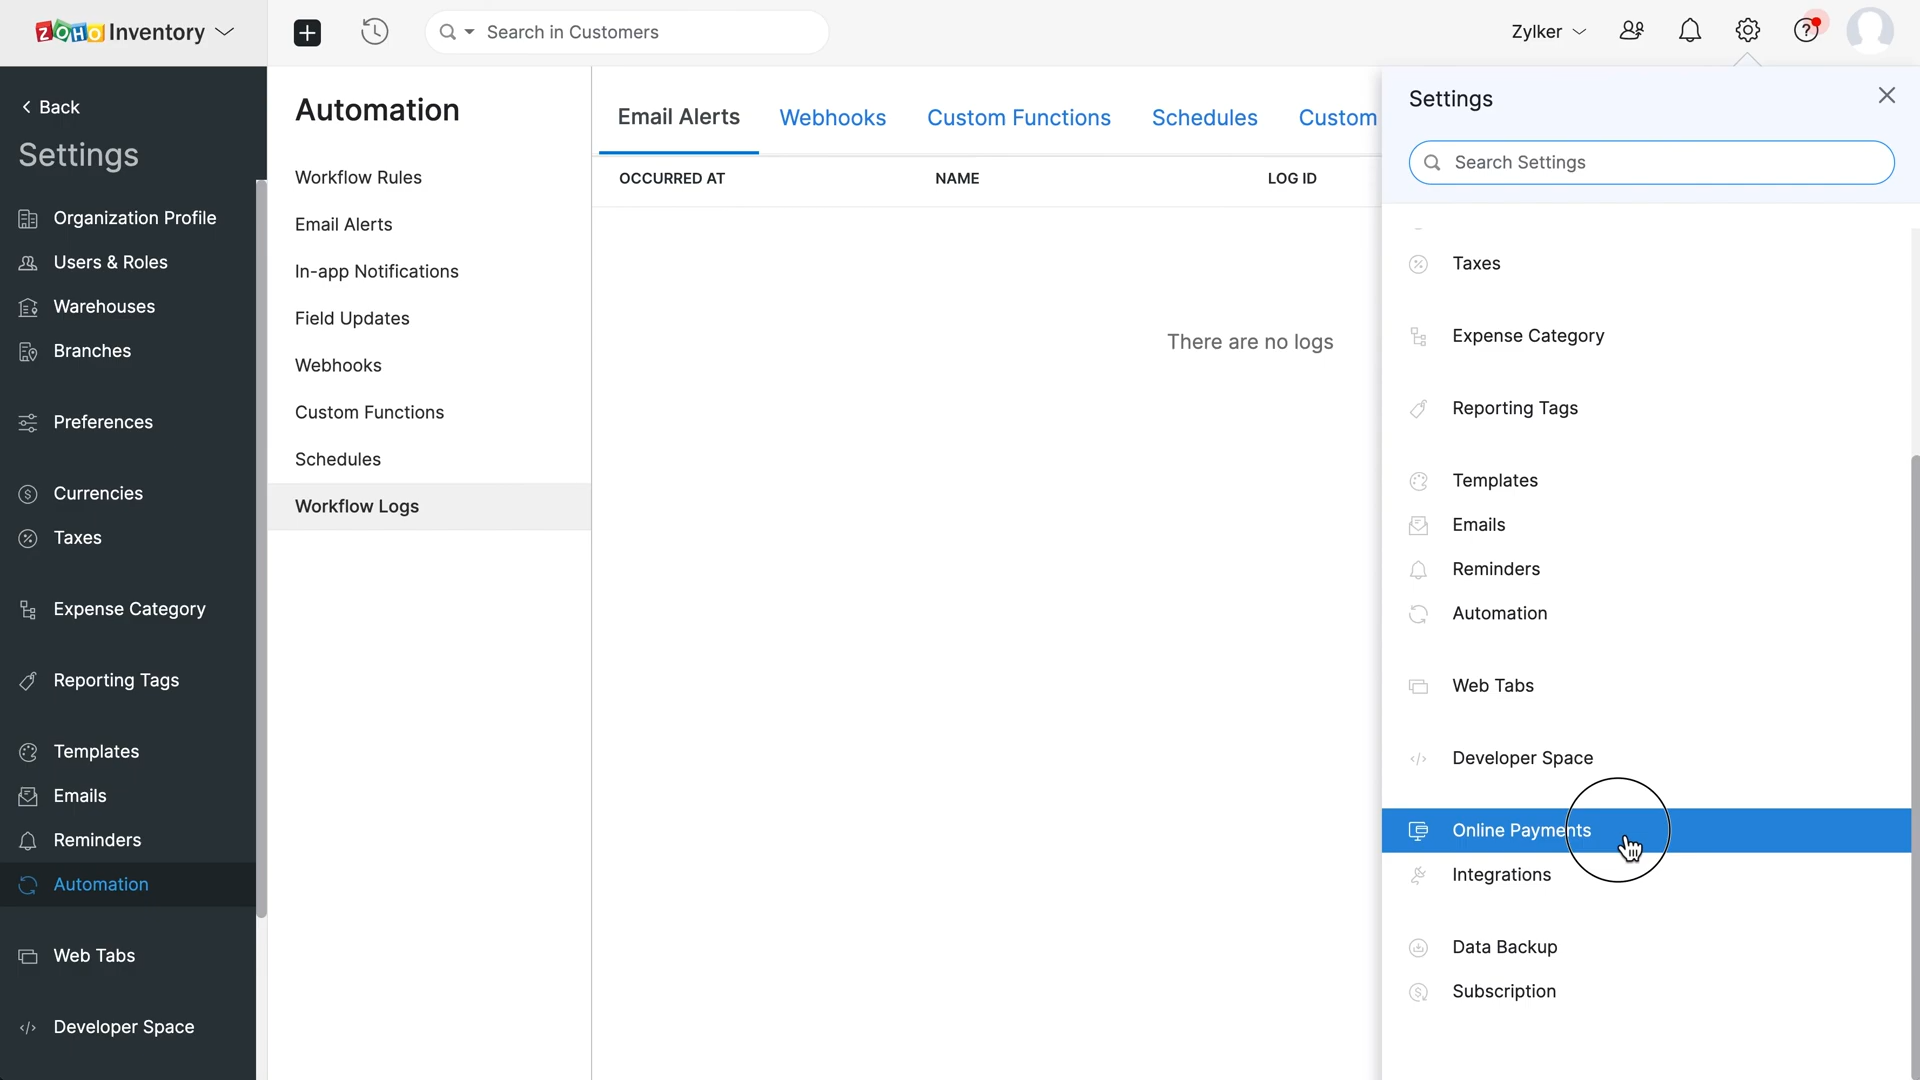 ZOHO Inventory
Search in Customers
Zylker
Back
Settings
Organization Profile
Users & Roles
Warehouses
Branches
Preferences
Currencies
Taxes
Expense Category
Reporting Tags
Templates
Emails
Reminders
Automation
Web Tabs
Developer Space
Automation
Workflow Rules
Email Alerts
In-app Notifications
Field Updates
Webhooks
Custom Functions
Schedules
Workflow Logs
Email Alerts Webhooks Custom Functions Schedules Custom
OCCURRED AT NAME LOG ID
There are no logs
Settings
Search Settings
Taxes
Expense Category
Reporting Tags
Templates
Emails
Reminders
Automation
Web Tabs
Developer Space
Online Payments
Integrations
Data Backup
Subscription